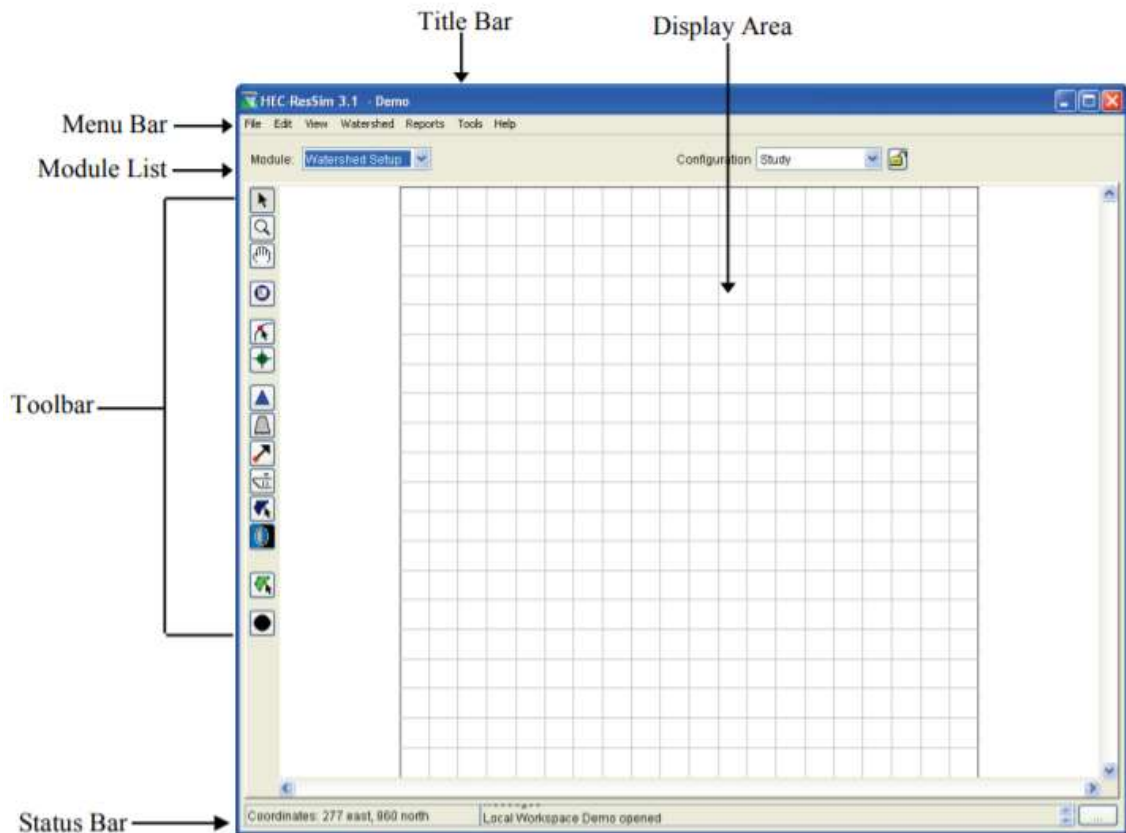 Title Bar
Display Area
HEC-ResSim 3.1 - Demo
Menu Bar
File Edit View Watershed Reports Tools Help
Module List
Module: Watershed Setup
Configuration Study
Toolbar
Status Bar
Coordinates: 277 east, 860 north
Local Workspace Demo opened
...